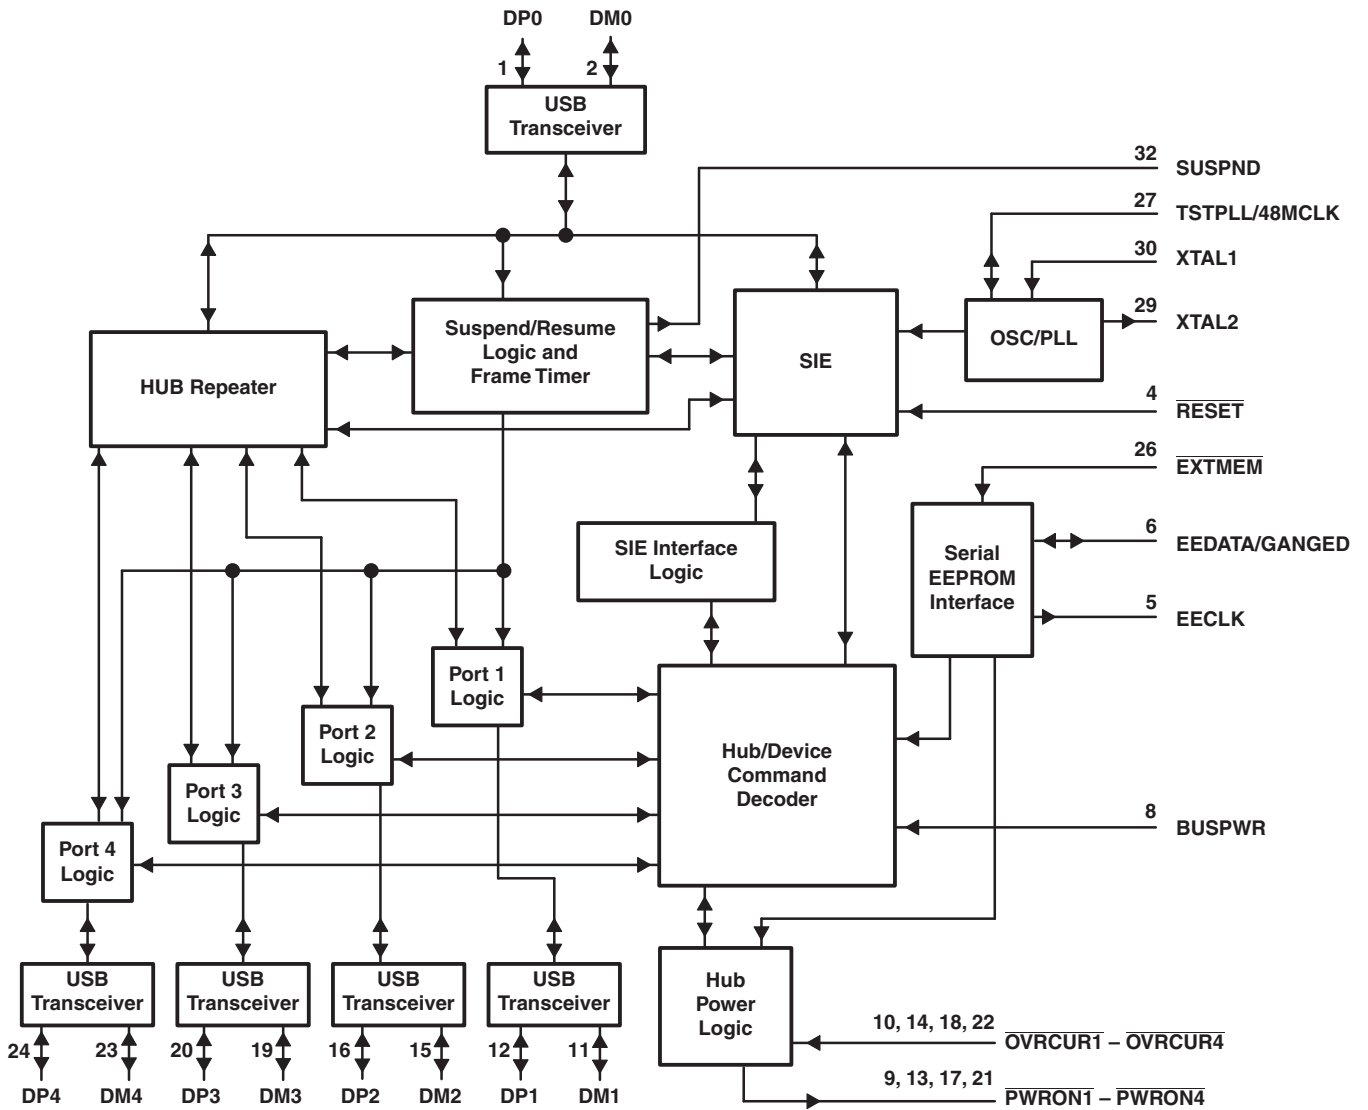 DP0 DM0
1 2
USB
Transceiver
32 SUSPND
27 TSTPLL/48MCLK
30 XTAL1
29 XTAL2
Suspend/Resume
Logic and
Frame Timer
SIE
OSC/PLL
HUB Repeater
4 RESET
26 EXTMEM
SIE Interface
Logic
Serial
EEPROM
Interface
6 EEDATA/GANGED
5 EECLK
Port 1
Logic
Port 2
Logic
Port 3
Logic
Port 4
Logic
Hub/Device
Command
Decoder
8 BUSPWR
USB
Transceiver
USB
Transceiver
USB
Transceiver
USB
Transceiver
Hub
Power
Logic
24 23 20 19 16 15 12 11
DP4 DM4 DP3 DM3 DP2 DM2 DP1 DM1
10, 14, 18, 22
OVRCUR1 – OVRCUR4
9, 13, 17, 21
PWRON1 – PWRON4